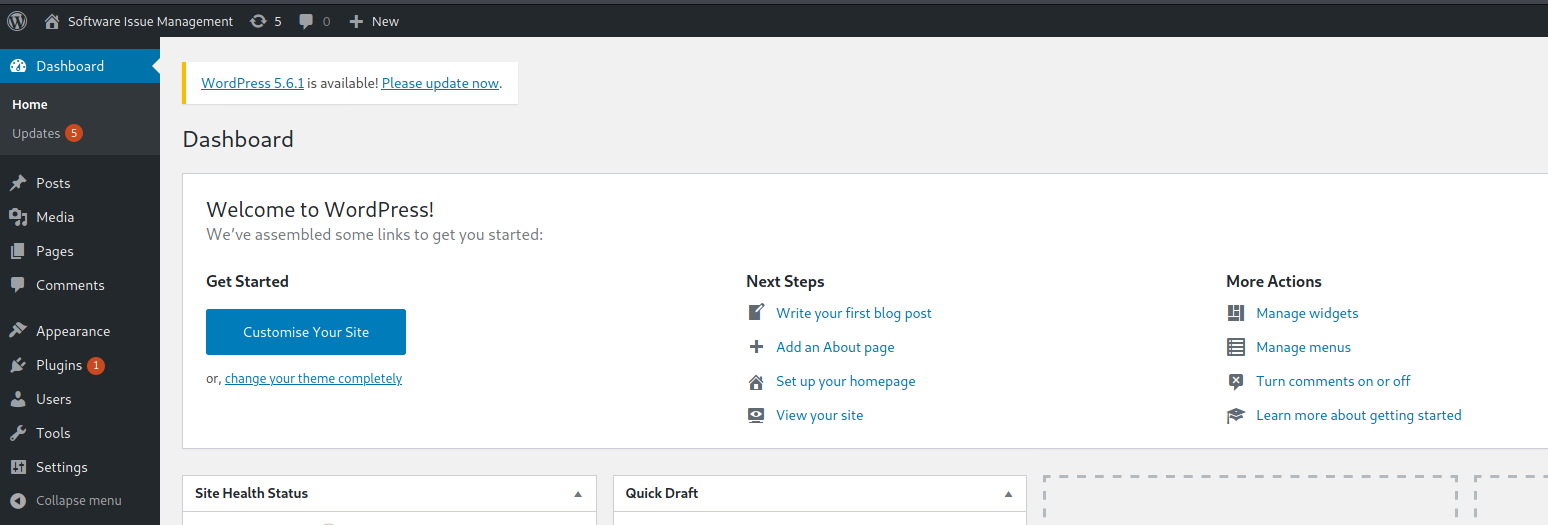 Software Issue Management 5 0 New
Dashboard
Home
Updates 5
Posts
Media
Pages
Comments
Appearance
Plugins 1
Users
Tools
Settings
Collapse menu
WordPress 5.6.1 is available! Please update now.
Dashboard
Welcome to WordPress!
We've assembled some links to get you started:
Get Started
Customise Your Site
or, change your theme completely
Next Steps
Write your first blog post
Add an About page
Set up your homepage
View your site
More Actions
Manage widgets
Manage menus
Turn comments on or off
Learn more about getting started
Site Health Status
Quick Draft